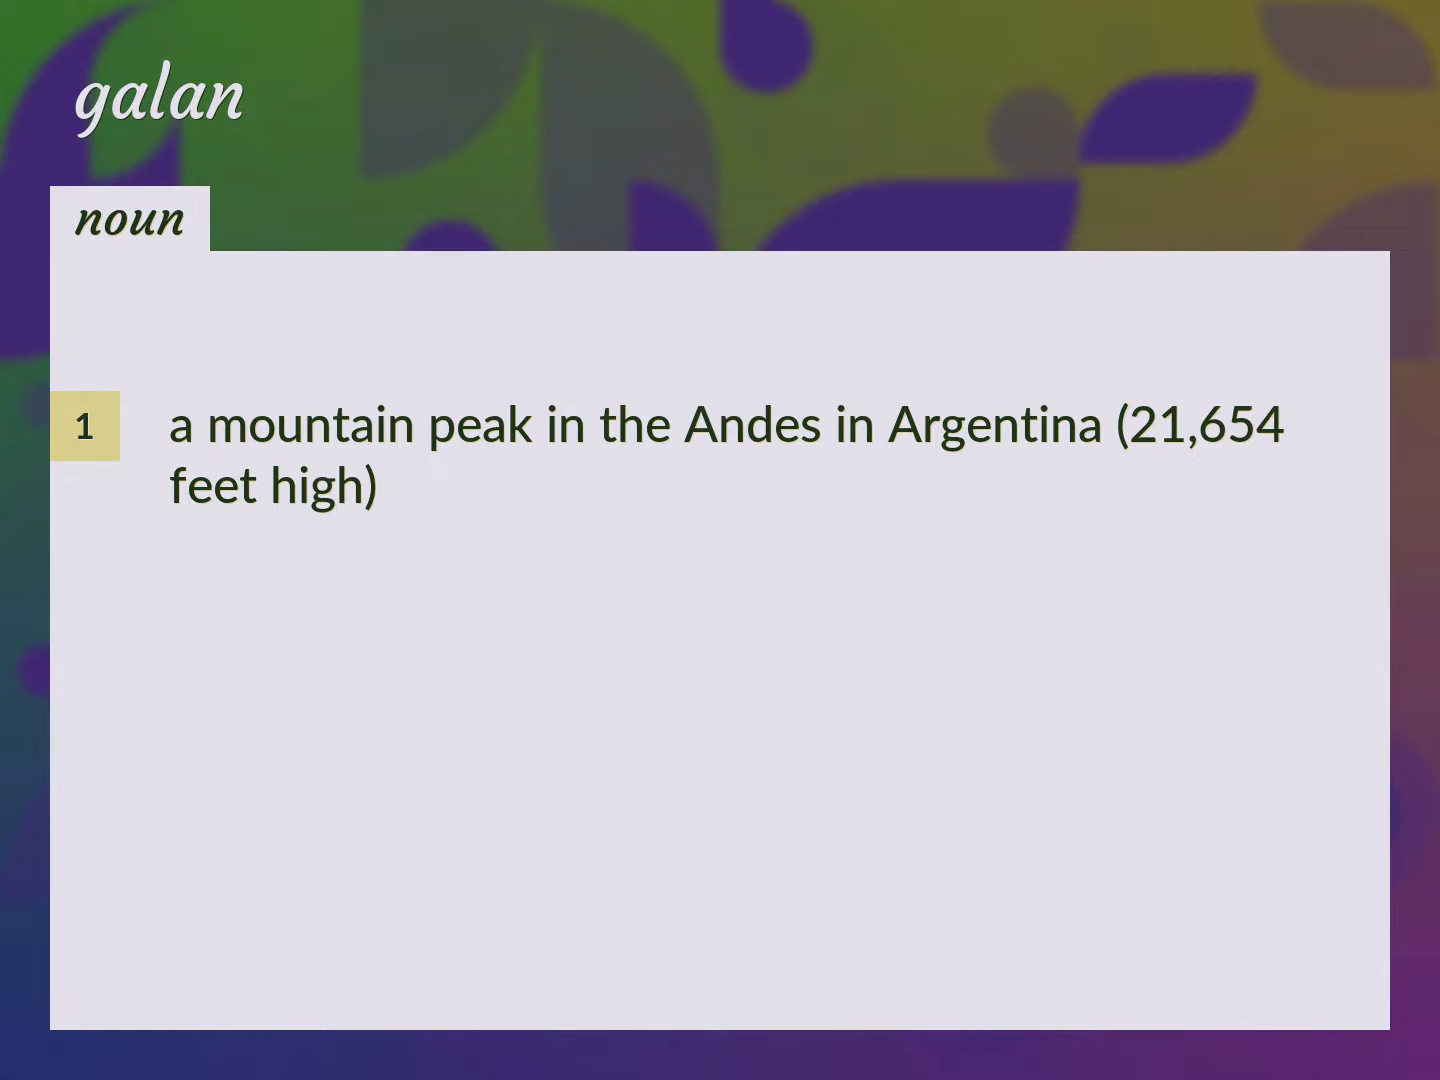 galan
noun
1 a mountain peak in the Andes in Argentina (21,654
feet high)